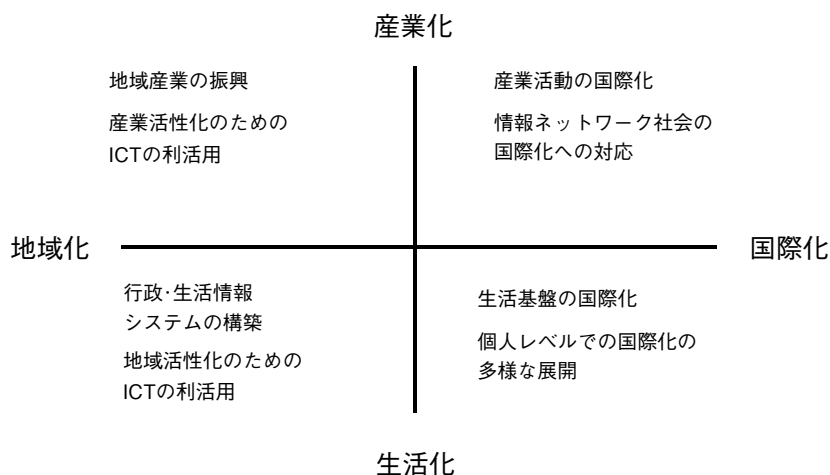 産業化
地域産業の振興
産業活性化のための
ICTの利活用
産業活動の国際化
情報ネットワーク社会の
国際化への対応
地域化
国際化
行政・生活情報
システムの構築
地域活性化のための
ICTの利活用
生活基盤の国際化
個人レベルでの国際化の
多様な展開
生活化